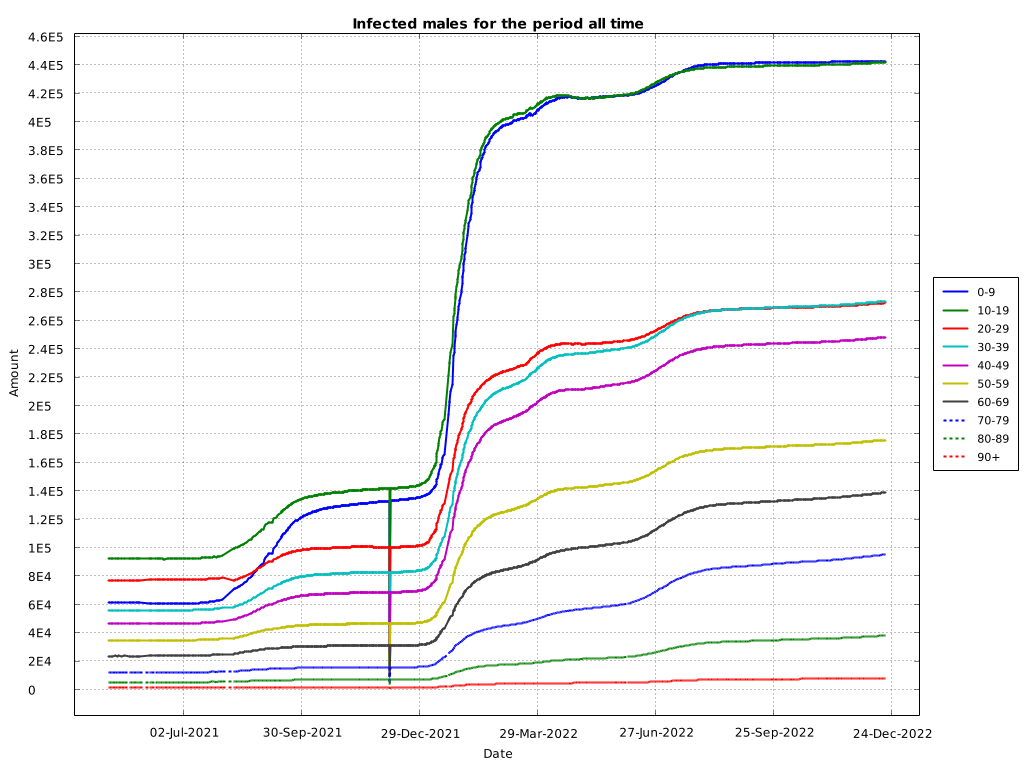 Infected males for the period all time
4.6E5
4.4E5
4.2E5
4E5
3.8E5
3.6E5
3.4E5
3.2E5
3E5
2.8E5
2.6E5
2.4E5
2.2E5
2E5
1.8E5
1.6E5
1.4E5
1.2E5
1E5
8E4
6E4
4E4
2E4
0
Amount
02-Jul-2021
30-Sep-2021
29-Dec-2021
29-Mar-2022
27-Jun-2022
25-Sep-2022
24-Dec-2022
Date
0-9
10-19
20-29
30-39
40-49
50-59
60-69
70-79
80-89
90+